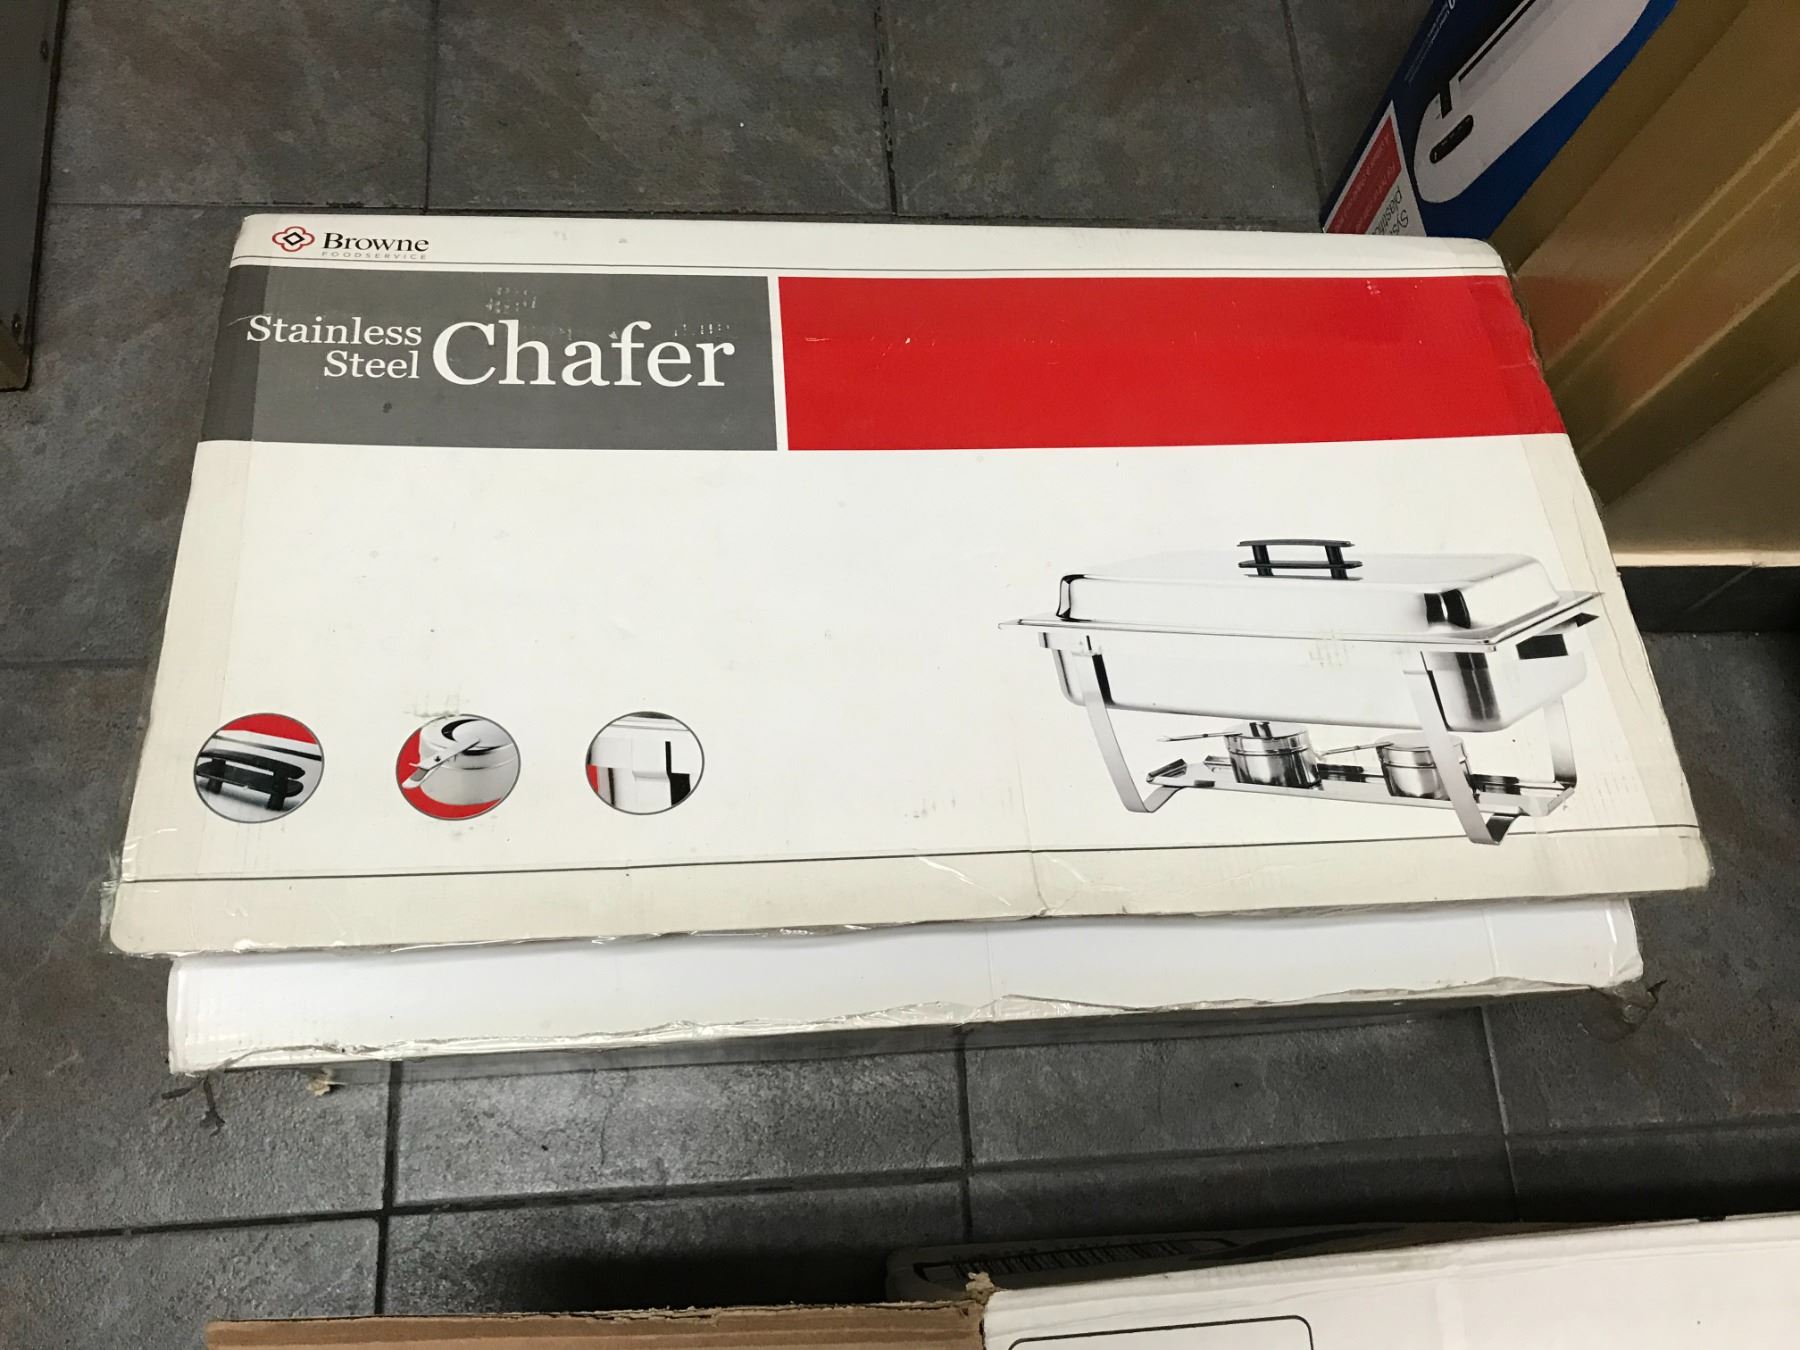 Browne
FOODSERVICE
Stainless
Steel
Chafer